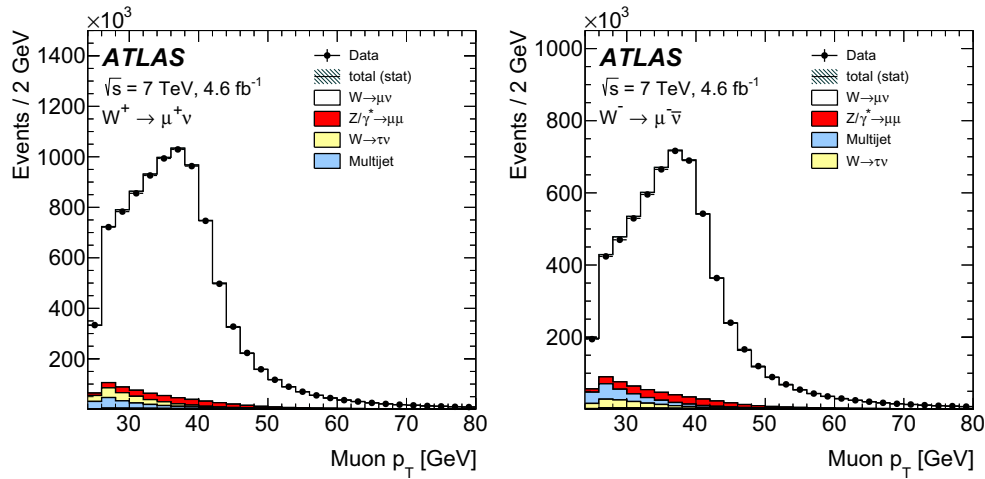 ×10³
Events / 2 GeV
1400
1200
1000
800
600
400
200
ATLAS
√s = 7 TeV, 4.6 fb⁻¹
W⁺ → μ⁺ν
Data
total (stat)
W→μν
Z/γ*→μμ
W→τν
Multijet
30 40 50 60 70 80
Muon p_T [GeV]
×10³
Events / 2 GeV
1000
800
600
400
200
ATLAS
√s = 7 TeV, 4.6 fb⁻¹
W⁻ → μ⁻ν̅
Data
total (stat)
W→μν
Z/γ*→μμ
Multijet
W→τν
30 40 50 60 70 80
Muon p_T [GeV]